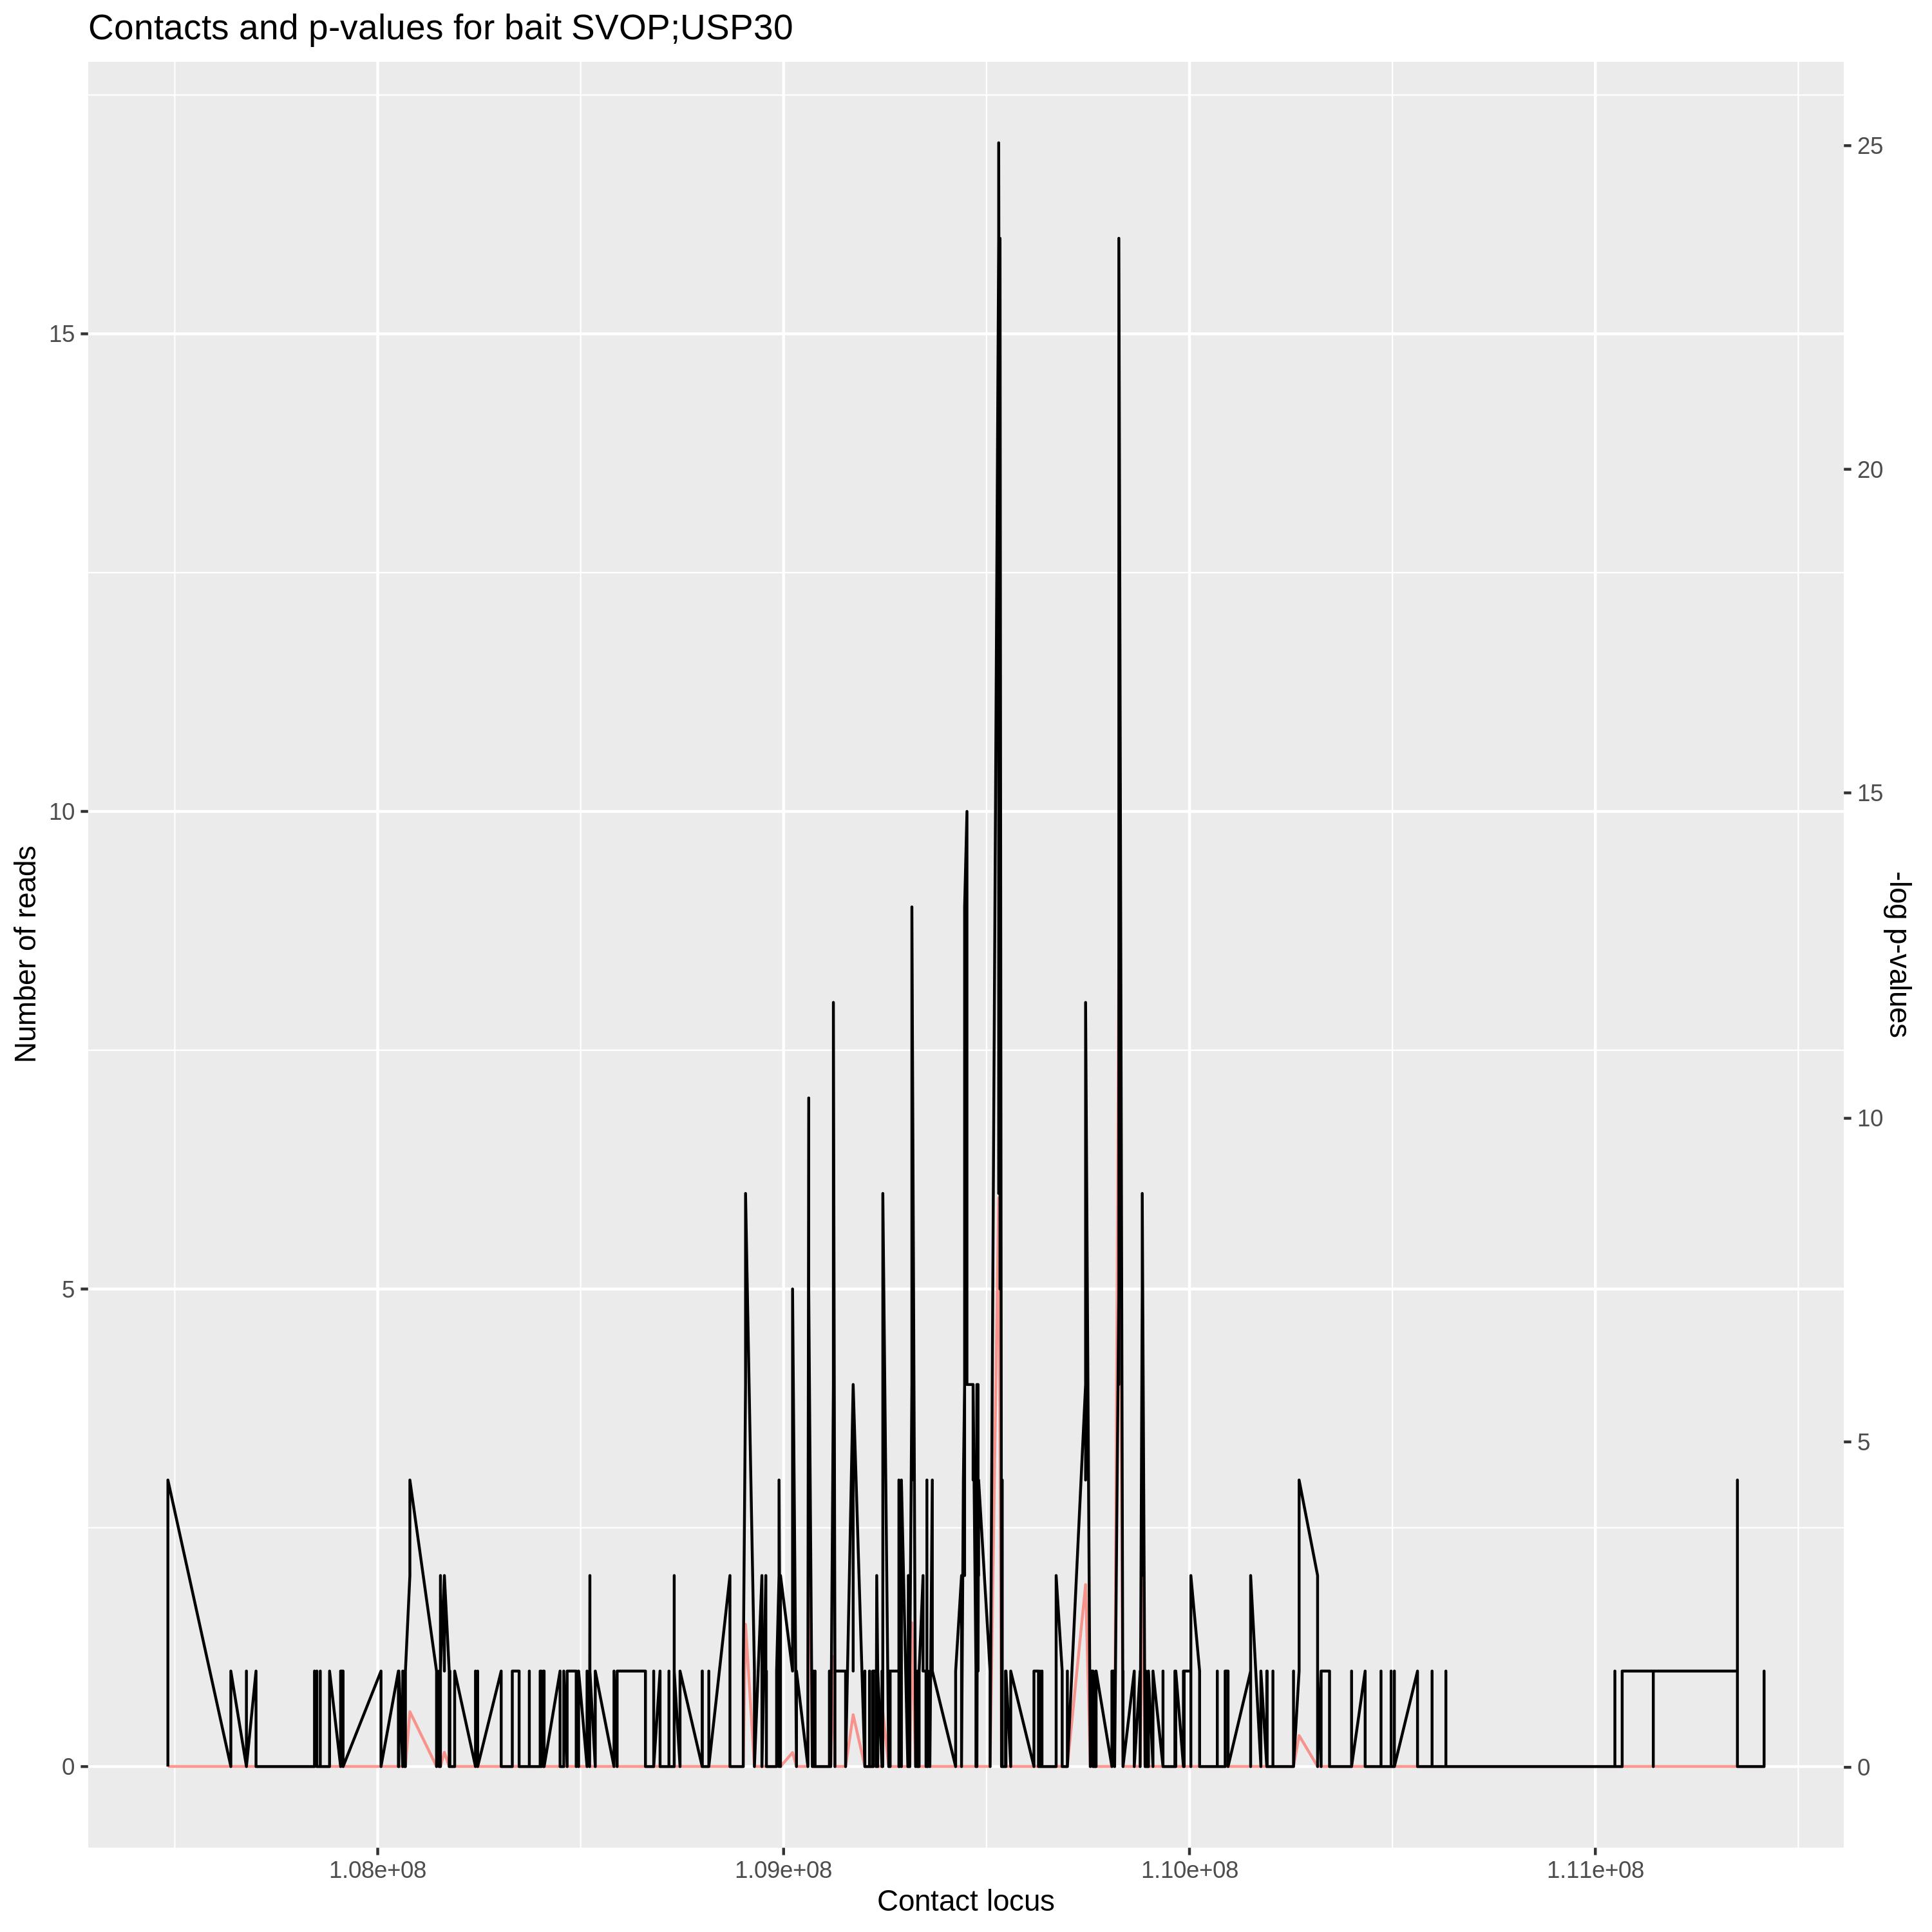 Contacts and p-values for bait SVOP;USP30
Number of reads
15
10
5
0
25
20
15
10
5
0
-log p-values
1.08e+08 1.09e+08 1.10e+08 1.11e+08
Contact locus